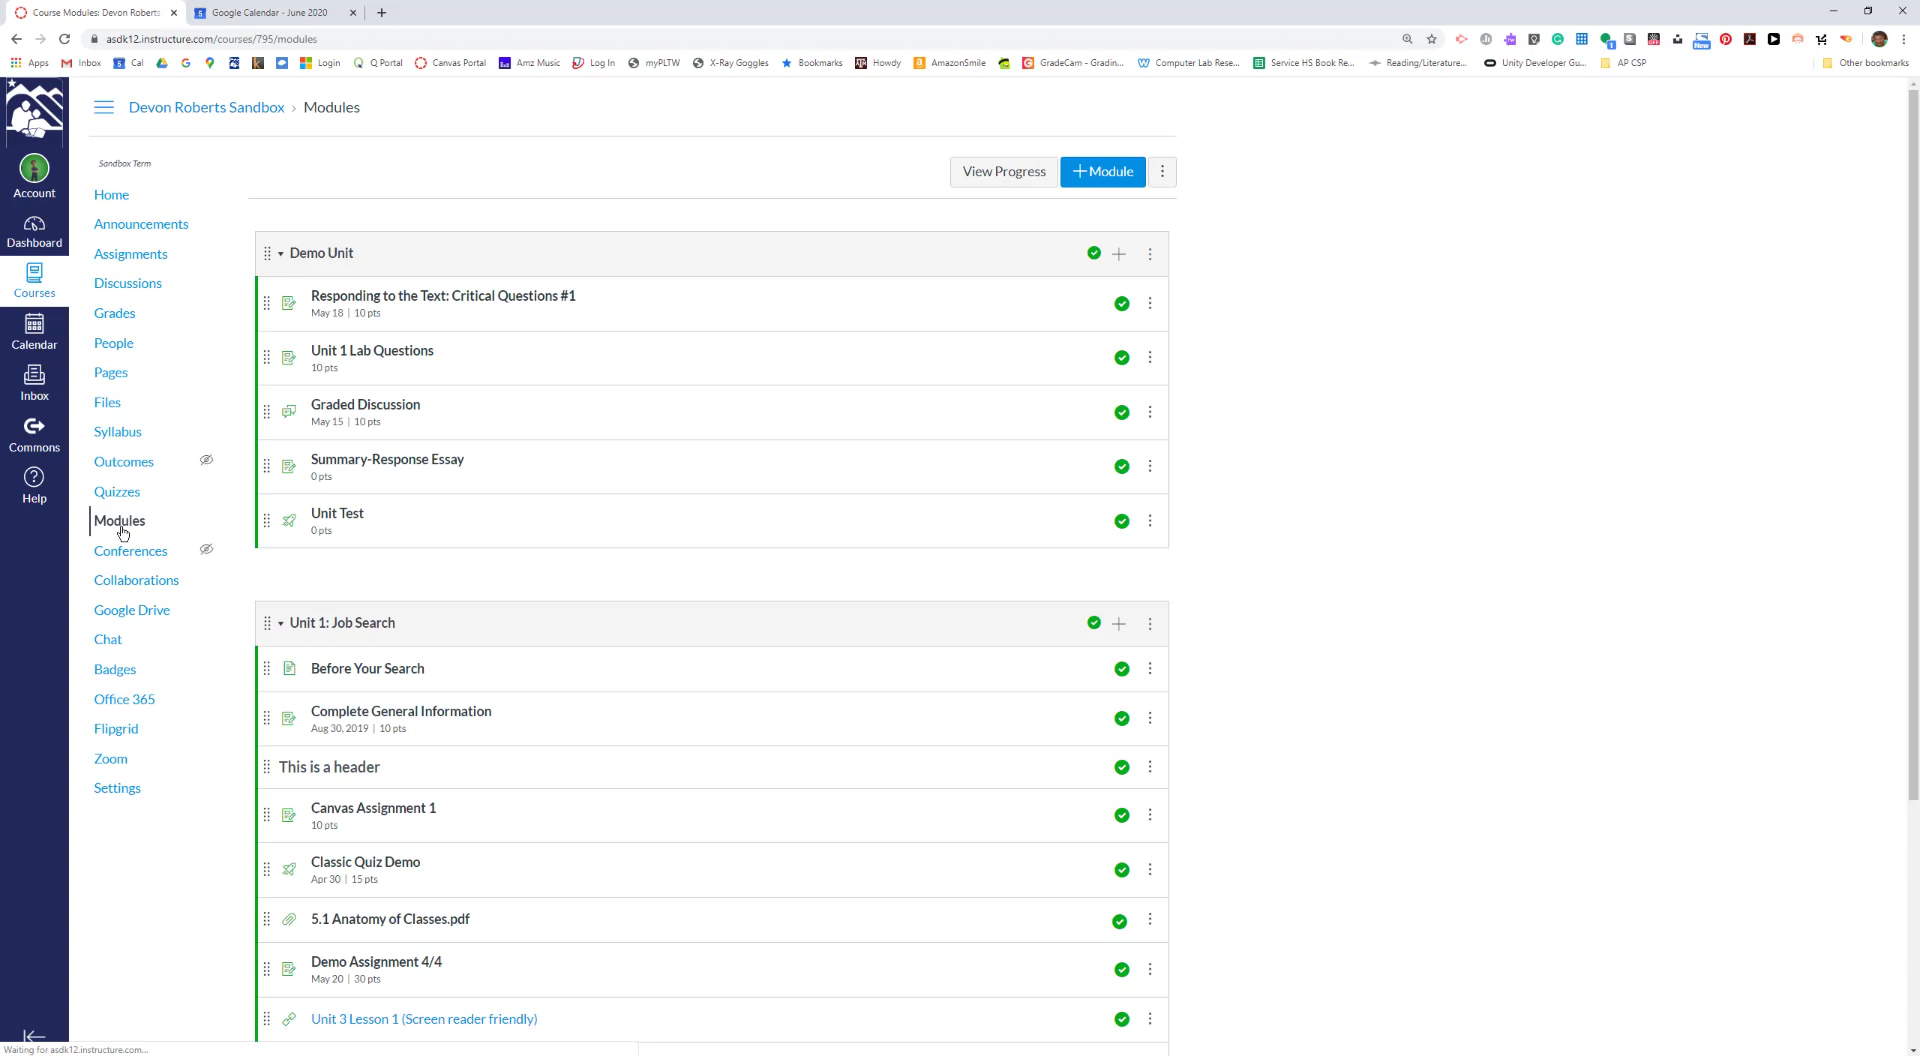 Course Modules: Devon Roberts
Google Calendar - June 2020
asdk12.instructure.com/courses/795/modules
Apps
Inbox
Cal
Login
Q Portal
Canvas Portal
Amz Music
Log In
myPLTW
X-Ray Goggles
Bookmarks
Howdy
AmazonSmile
GradeCam - Gradin...
Computer Lab Rese...
Service HS Book Re...
Reading/Literature...
Unity Developer Gu...
AP CSP
Other bookmarks
Devon Roberts Sandbox › Modules
Sandbox Term
View Progress
+ Module
Account
Dashboard
Courses
Calendar
Inbox
Commons
Help
Home
Announcements
Assignments
Discussions
Grades
People
Pages
Files
Syllabus
Outcomes
Quizzes
Modules
Conferences
Collaborations
Google Drive
Chat
Badges
Office 365
Flipgrid
Zoom
Settings
Demo Unit
Responding to the Text: Critical Questions #1
May 18 | 10 pts
Unit 1 Lab Questions
10 pts
Graded Discussion
May 15 | 10 pts
Summary-Response Essay
0 pts
Unit Test
0 pts
Unit 1: Job Search
Before Your Search
Complete General Information
Aug 30, 2019 | 10 pts
This is a header
Canvas Assignment 1
10 pts
Classic Quiz Demo
Apr 30 | 15 pts
5.1 Anatomy of Classes.pdf
Demo Assignment 4/4
May 20 | 30 pts
Unit 3 Lesson 1 (Screen reader friendly)
Waiting for asdk12.instructure.com...